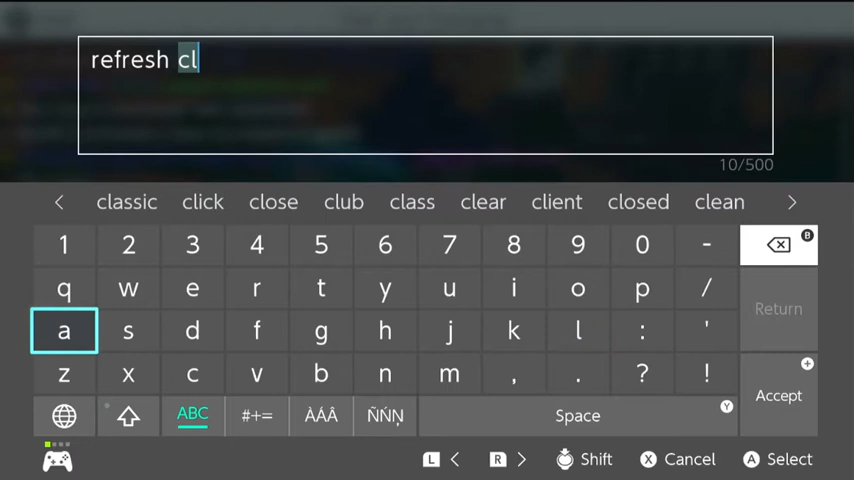 refresh cl
10/500
< classic click close club class clear client closed clean >
1 2 3 4 5 6 7 8 9 0 - B
q w e r t y u i o p / Return
a s d f g h j k l : '
z x c v b n m , . ? ! + Accept
ABC #+= ÀÁÂ ÑŃŅ Space Y
L < R > Shift X Cancel A Select